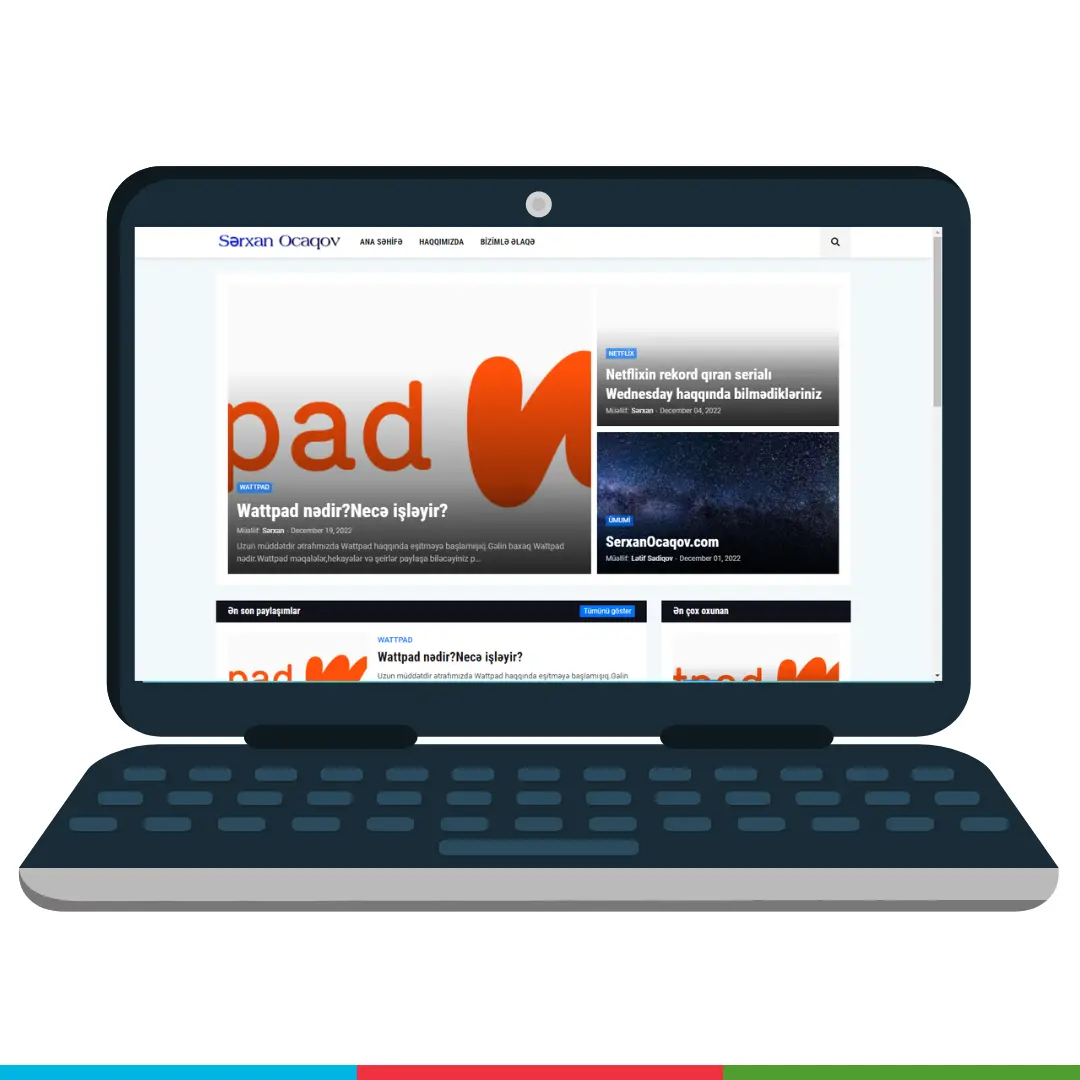 Sərxan Ocaqov
ANA SƏHİFƏ HAQQIMIZDA BİZİMLƏ ƏLAQƏ
pad
WATTPAD
Wattpad nədir?Necə işləyir?
Müəllif: Sərxan - December 19, 2022
Uzun müddətdir ətrafımızda Wattpad haqqında eşitməyə başlamışıq.Gəlin baxaq Wattpad
nədir.Wattpad məqalələr,hekayələr və şeirlər paylaşa biləcəyiniz p...
NETFLİX
Netflixin rekord qıran serialı
Wednesday haqqında bilmədikləriniz
Müəllif: Sərxan - December 04, 2022
ÜMUMİ
SerxanOcaqov.com
Müəllif: Lətif Sadiqov - December 01, 2022
Ən son paylaşımlar
Tümünü göster
pad
WATTPAD
Wattpad nədir?Necə işləyir?
Uzun müddətdir ətrafımızda Wattpad haqqında eşitməyə başlamışıq.Gəlin
Ən çox oxunan
tpad